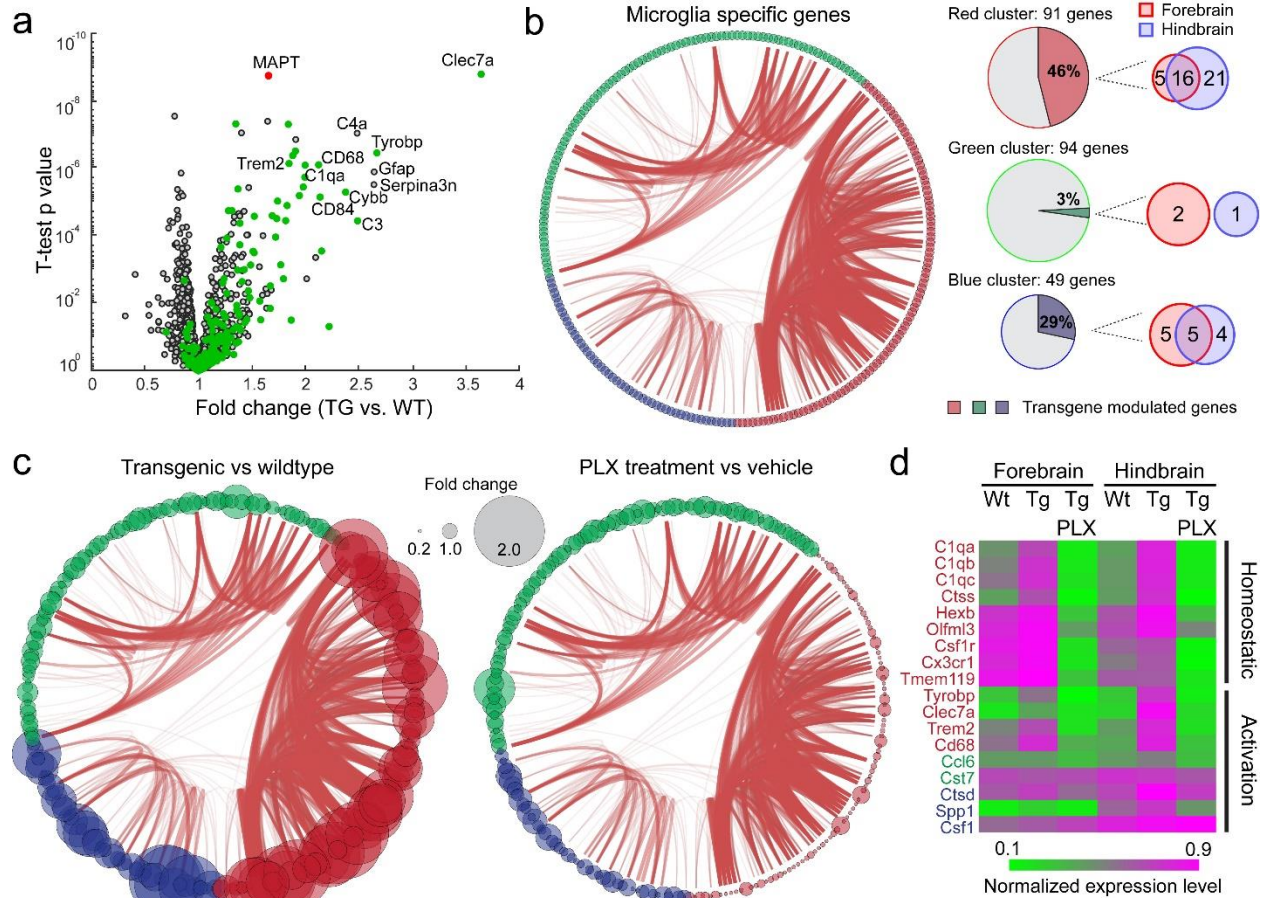 a
10-10
10-8
10-6
10-4
10-2
100
T-test p value
MAPT
Clec7a
C4a
Tyrobp
Trem2
CD68
Gfap
C1qa
Serpina3n
Cybb
CD84
C3
0
0.5
1
1.5
2
2.5
3
3.5
4
Fold change (TG vs. WT)
b
Microglia specific genes
Red cluster: 91 genes
Forebrain
Hindbrain
46%
5 16 21
Green cluster: 94 genes
3%
2
1
Blue cluster: 49 genes
29%
5 5 4
Transgene modulated genes
c
Transgenic vs wildtype
Fold change
0.2 1.0 2.0
PLX treatment vs vehicle
d
Forebrain Hindbrain
Wt Tg Tg Wt Tg Tg
PLX PLX
C1qa
C1qb
C1qc
Ctss
Hexb
Olfml3
Csf1r
Cx3cr1
Tmem119
Tyrobp
Clec7a
Trem2
Cd68
Ccl6
Cst7
Ctsd
Spp1
Csf1
Homeostatic
Activation
0.1 0.9
Normalized expression level